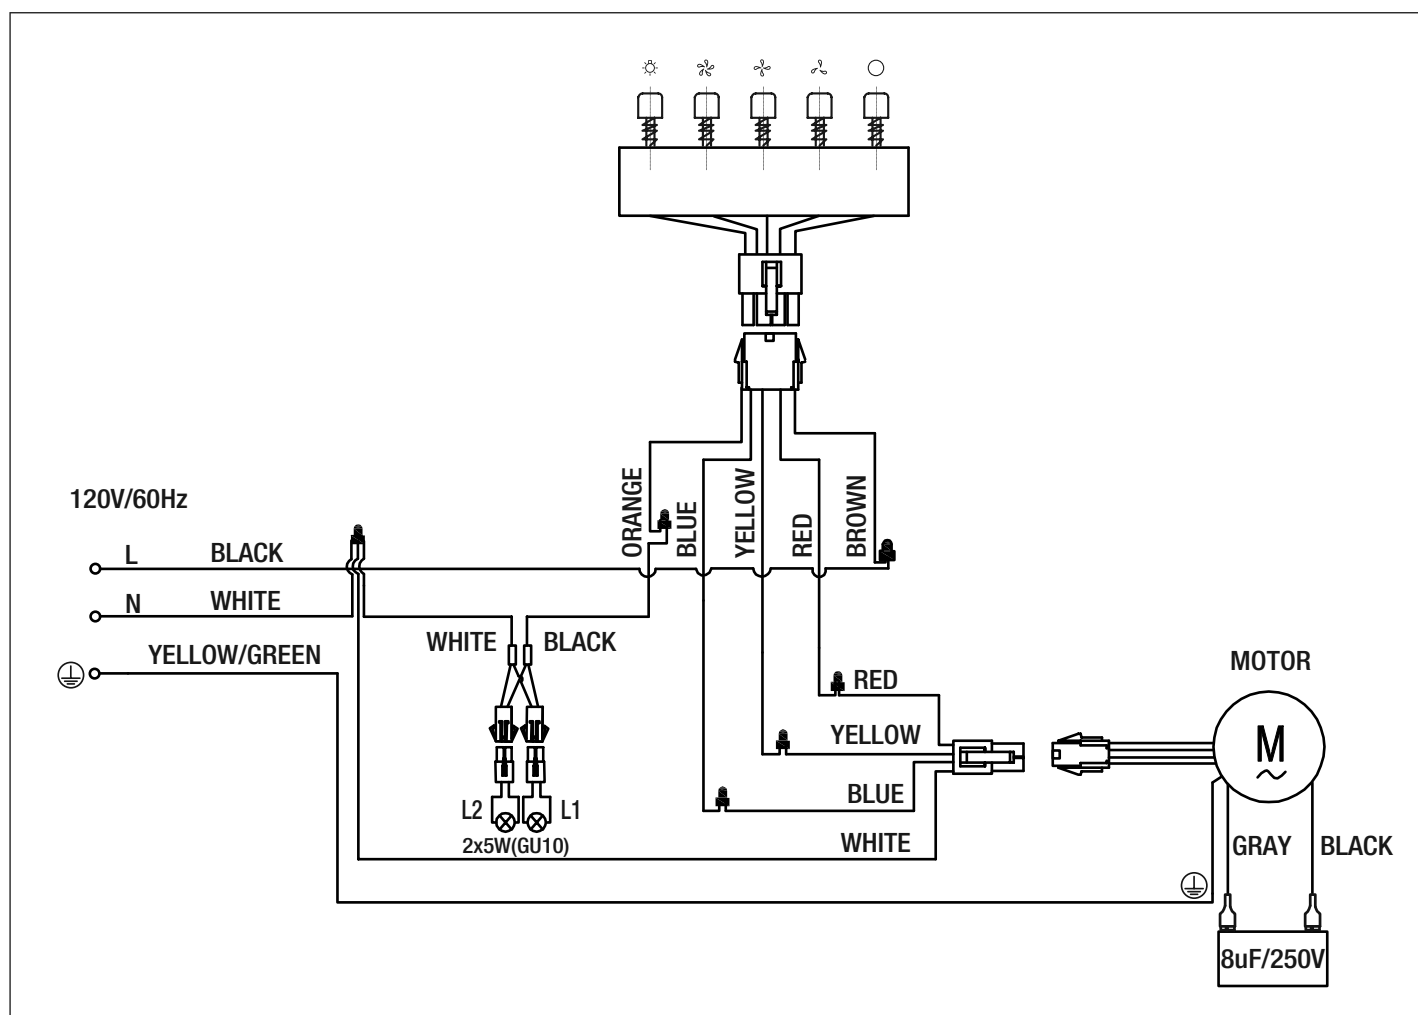 120V/60Hz
ORANGE
BLUE
YELLOW
RED
BROWN
L BLACK
N WHITE
YELLOW/GREEN
WHITE BLACK
MOTOR
RED
M
YELLOW
BLUE
L2 L1
2x5W(GU10)
WHITE
GRAY BLACK
8uF/250V